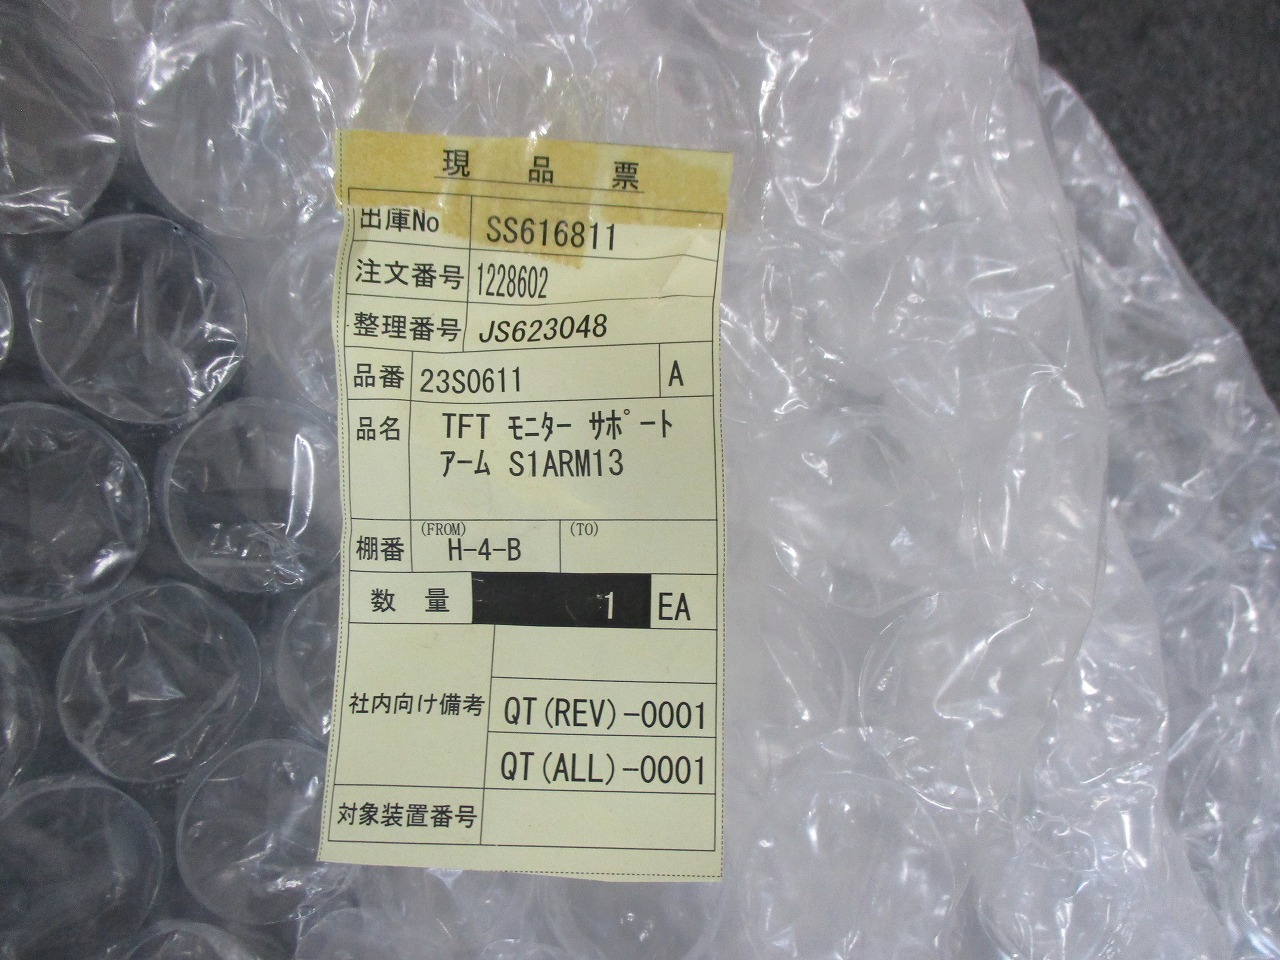 現 品 票
出庫No SS616811
注文番号 1228602
整理番号 JS623048
品番 23S0611 A
品名 TFT ﾓﾆﾀｰ ｻﾎﾟｰﾄ
ｱｰﾑ S1ARM13
棚番 (FROM) H-4-B (TO)
数 量 1 EA
社内向け備考
QT(REV)-0001
QT(ALL)-0001
対象装置番号